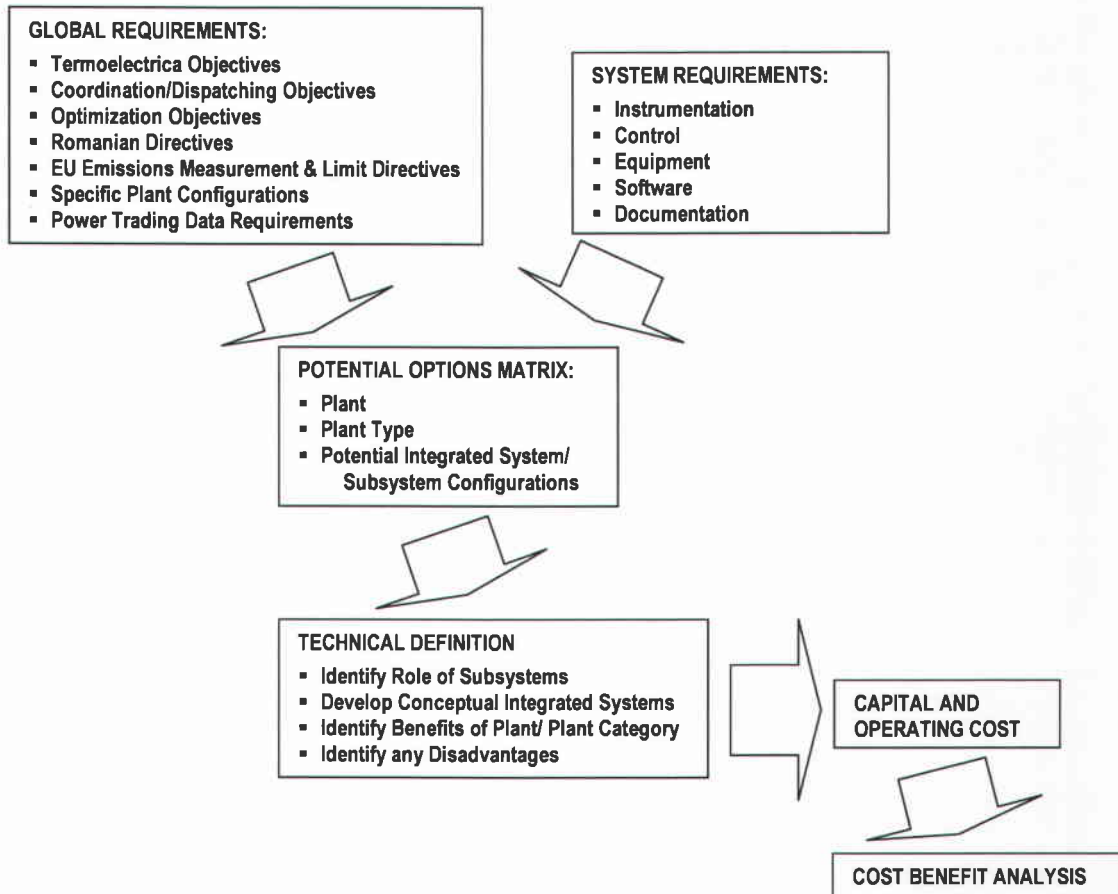 GLOBAL REQUIREMENTS:
▪ Termoelectrica Objectives
▪ Coordination/Dispatching Objectives
▪ Optimization Objectives
▪ Romanian Directives
▪ EU Emissions Measurement & Limit Directives
▪ Specific Plant Configurations
▪ Power Trading Data Requirements
SYSTEM REQUIREMENTS:
▪ Instrumentation
▪ Control
▪ Equipment
▪ Software
▪ Documentation
POTENTIAL OPTIONS MATRIX:
▪ Plant
▪ Plant Type
▪ Potential Integrated System/
Subsystem Configurations
TECHNICAL DEFINITION
▪ Identify Role of Subsystems
▪ Develop Conceptual Integrated Systems
▪ Identify Benefits of Plant/ Plant Category
▪ Identify any Disadvantages
CAPITAL AND
OPERATING COST
COST BENEFIT ANALYSIS